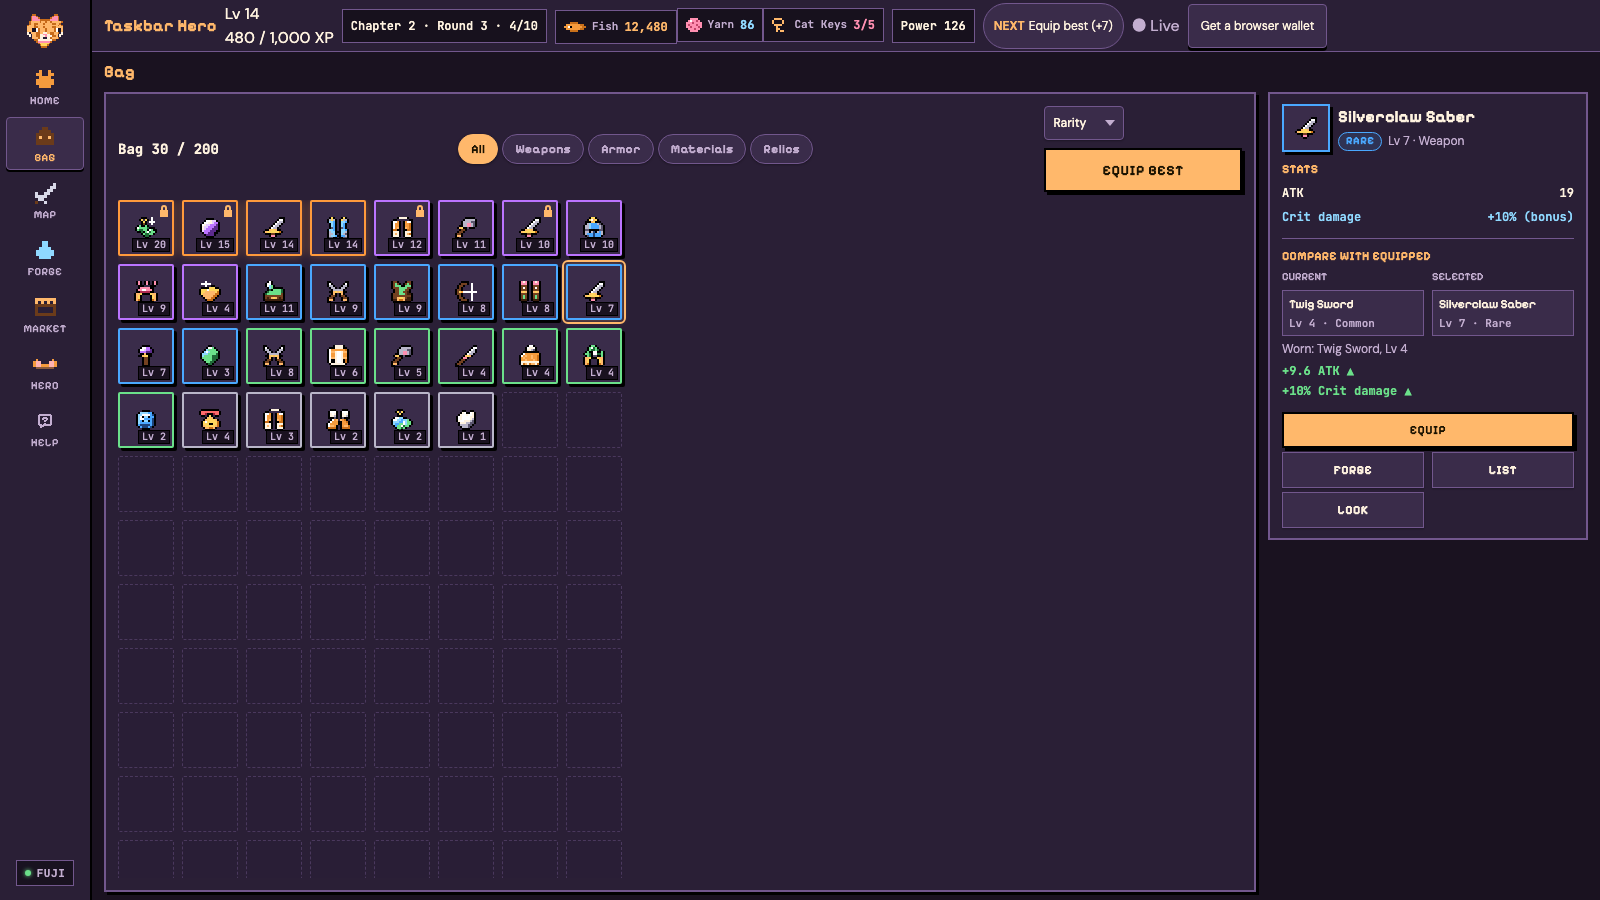 Taskbar Hero
Lv 14
480 / 1,000 XP
Chapter 2 · Round 3 · 4/10
Fish 12,480
Yarn 86
Cat Keys 3/5
Power 126
NEXT Equip best (+7)
Live
Get a browser wallet
HOME
BAG
MAP
FORGE
MARKET
HERO
HELP
FUJI
Bag
Bag 30 / 200
All
Weapons
Armor
Materials
Relics
Rarity
EQUIP BEST
Lv 20 Lv 15 Lv 14 Lv 14 Lv 12 Lv 11 Lv 10 Lv 10
Lv 9 Lv 4 Lv 11 Lv 9 Lv 9 Lv 8 Lv 8 Lv 7
Lv 7 Lv 3 Lv 8 Lv 6 Lv 5 Lv 4 Lv 4 Lv 4
Lv 2 Lv 4 Lv 3 Lv 2 Lv 2 Lv 1
Silverclaw Saber
RARE Lv 7 · Weapon
STATS
ATK 19
Crit damage +10% (bonus)
COMPARE WITH EQUIPPED
CURRENT
Twig Sword
Lv 4 · Common
SELECTED
Silverclaw Saber
Lv 7 · Rare
Worn: Twig Sword, Lv 4
+9.6 ATK ▲
+10% Crit damage ▲
EQUIP
FORGE
LIST
LOOK